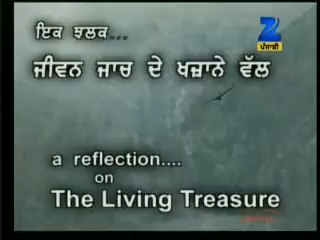 ਇਕ ਝਲਕ....
ਜੀਵਨ ਜਾਚ ਦੇ ਖਜ਼ਾਨੇ ਵੱਲ
ਪੰਜਾਬੀ
a reflection....
on
The Living Treasure